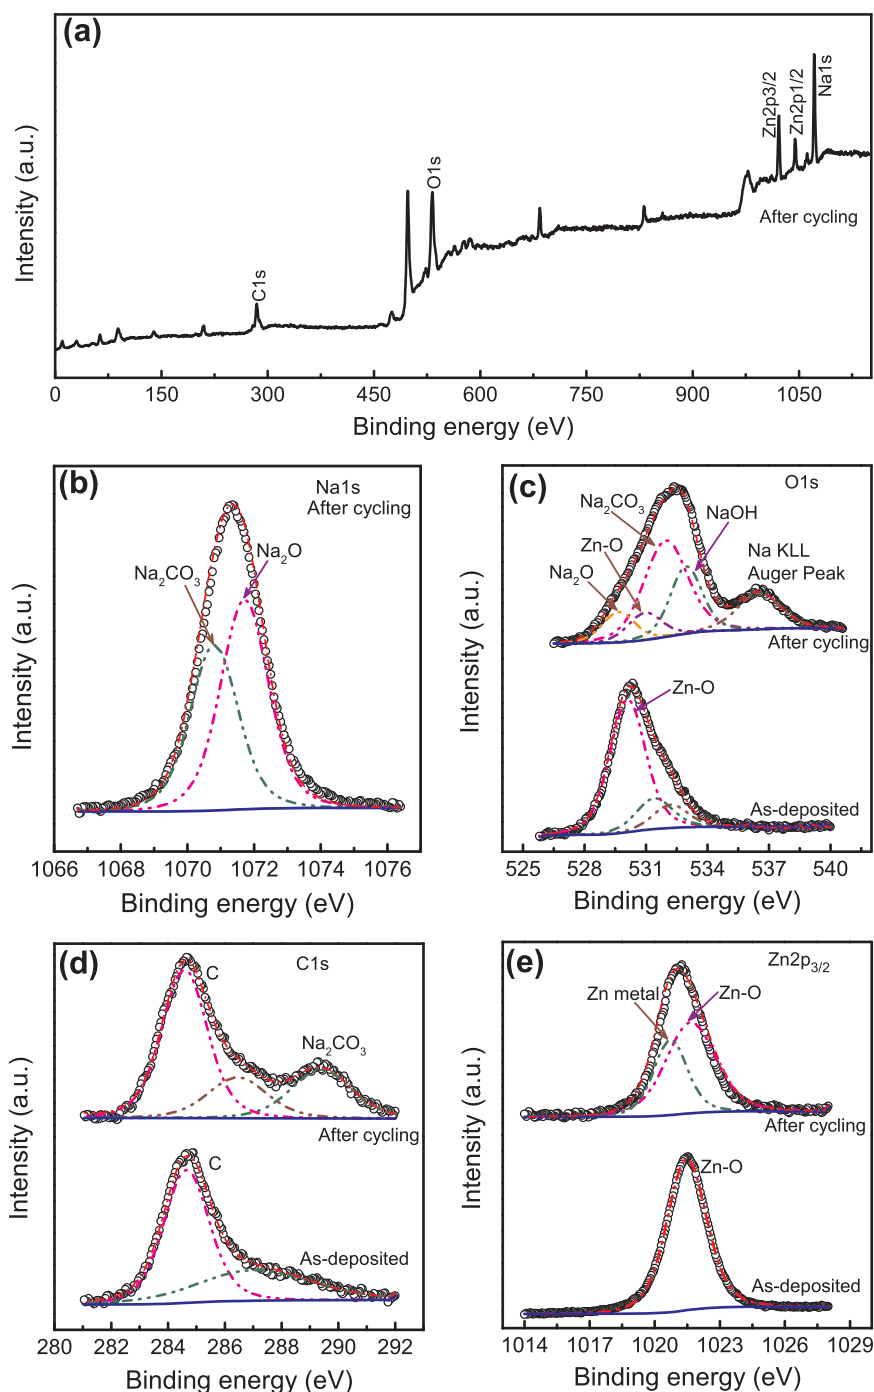 (a)
Intensity (a.u.)
C1s
O1s
Zn2p3/2
Zn2p1/2
Na1s
After cycling
0 150 300 450 600 750 900 1050
Binding energy (eV)
(b)
Na1s
After cycling
Na₂CO₃
Na₂O
Intensity (a.u.)
1066 1068 1070 1072 1074 1076
Binding energy (eV)
(c)
O1s
Na₂CO₃
NaOH
Zn-O
Na₂O
Na KLL
Auger Peak
After cycling
Zn-O
As-deposited
Intensity (a.u.)
525 528 531 534 537 540
Binding energy (eV)
(d)
C1s
C
Na₂CO₃
After cycling
C
As-deposited
Intensity (a.u.)
280 282 284 286 288 290 292
Binding energy (eV)
(e)
Zn2p₃/₂
Zn metal
Zn-O
After cycling
Zn-O
As-deposited
Intensity (a.u.)
1014 1017 1020 1023 1026 1029
Binding energy (eV)